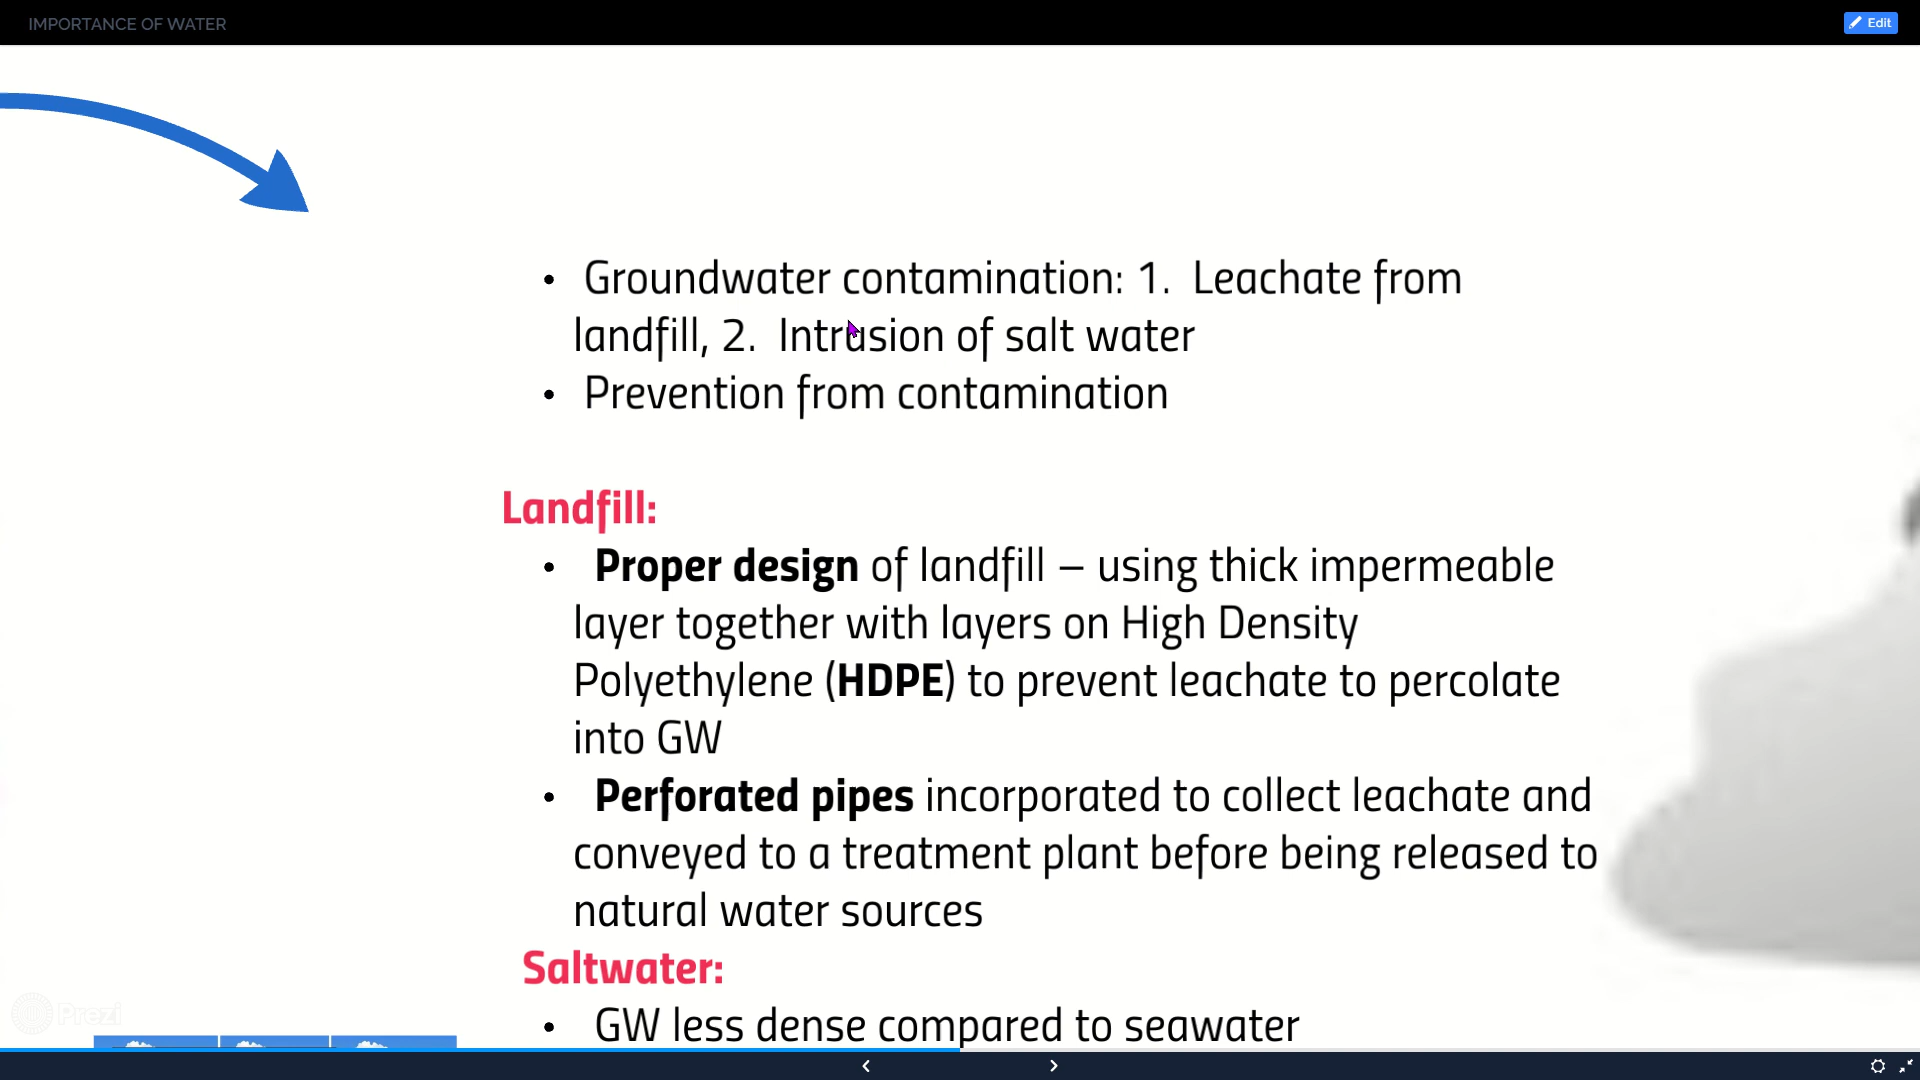 IMPORTANCE OF WATER
Edit
• Groundwater contamination: 1. Leachate from
landfill, 2. Intrusion of salt water
• Prevention from contamination
Landfill:
• Proper design of landfill – using thick impermeable
layer together with layers on High Density
Polyethylene (HDPE) to prevent leachate to percolate
into GW
• Perforated pipes incorporated to collect leachate and
conveyed to a treatment plant before being released to
natural water sources
Saltwater:
• GW less dense compared to seawater
Prezi